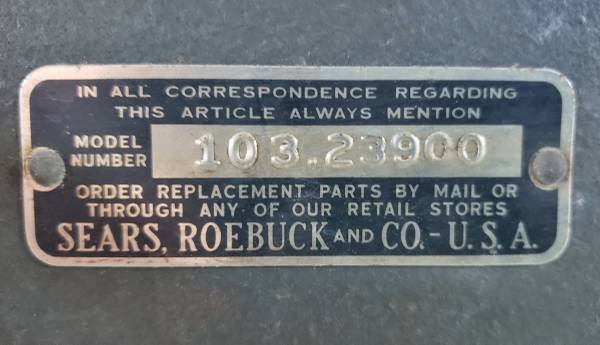 IN ALL CORRESPONDENCE REGARDING
THIS ARTICLE ALWAYS MENTION
MODEL NUMBER 103.23900
ORDER REPLACEMENT PARTS BY MAIL OR
THROUGH ANY OF OUR RETAIL STORES
SEARS, ROEBUCK AND CO. - U. S. A.